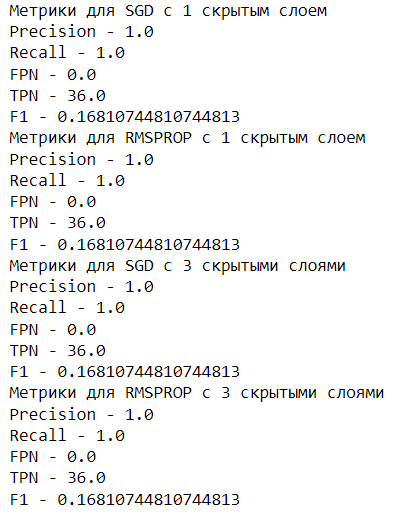 Метрики для SGD с 1 скрытым слоем
Precision - 1.0
Recall - 1.0
FPN - 0.0
TPN - 36.0
F1 - 0.16810744810744813
Метрики для RMSPROP с 1 скрытым слоем
Precision - 1.0
Recall - 1.0
FPN - 0.0
TPN - 36.0
F1 - 0.16810744810744813
Метрики для SGD с 3 скрытыми слоями
Precision - 1.0
Recall - 1.0
FPN - 0.0
TPN - 36.0
F1 - 0.16810744810744813
Метрики для RMSPROP с 3 скрытыми слоями
Precision - 1.0
Recall - 1.0
FPN - 0.0
TPN - 36.0
F1 - 0.16810744810744813